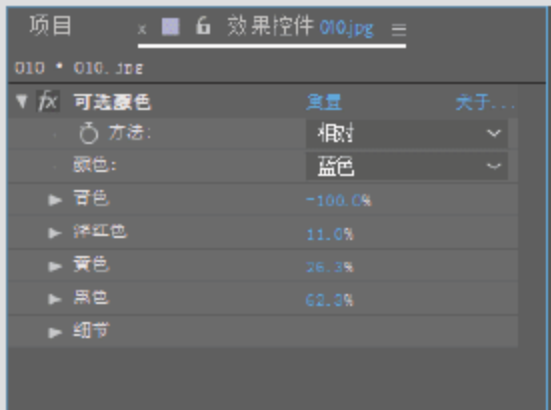 项目 × 效果控件 010.jpg
010 • 010.jpg
fx 可选颜色 重置 关于...
方法: 相对
颜色: 蓝色
青色 -100.0%
洋红色 11.0%
黄色 26.3%
黑色 62.0%
细节